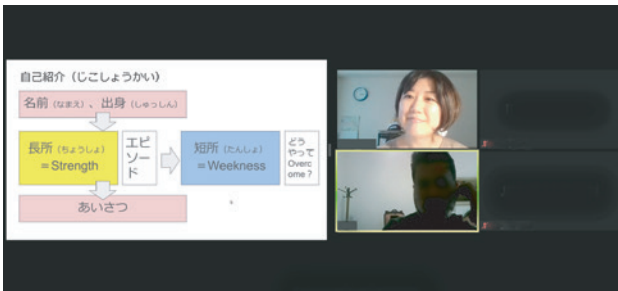 自己紹介（じこしょうかい）
名前（なまえ）、出身（しゅっしん）
長所（ちょうしょ）
＝Strength
エピ
ソー
ド
短所（たんしょ）
＝Weekness
どう
やって
Overc
ome？
あいさつ